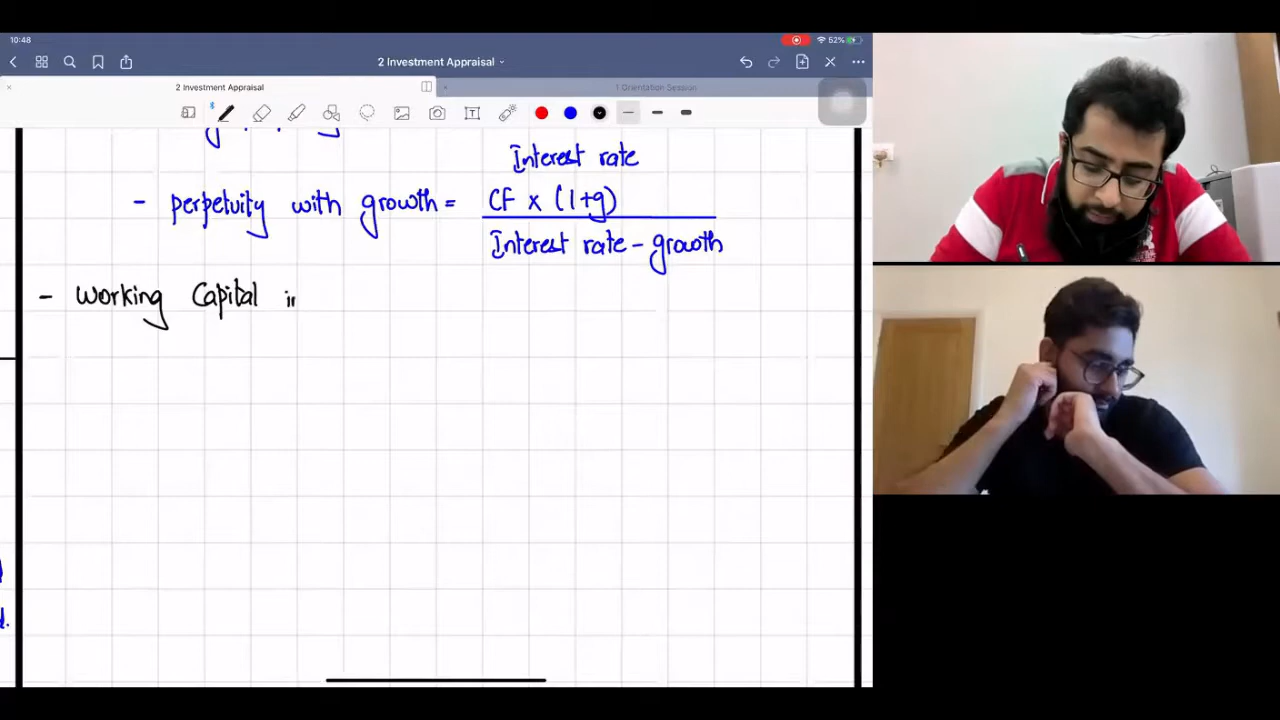 10:48
52%
2 Investment Appraisal
2 Investment Appraisal
1 Orientation Session
Interest rate
- perpetuity with growth = CF x (1+g)
Interest rate - growth
- Working Capital